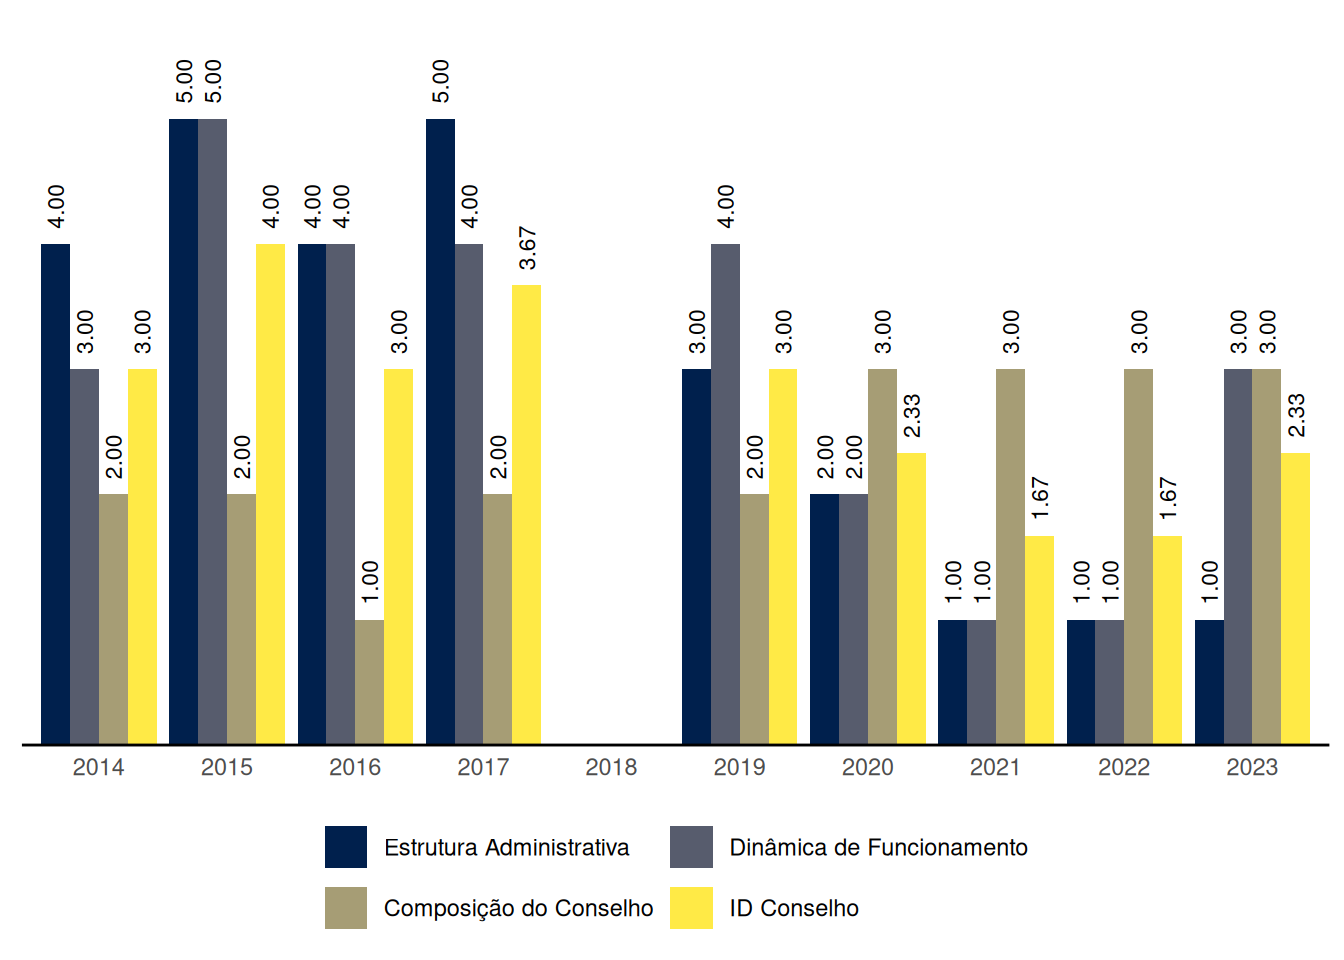 5.00 5.00 5.00
4.00 4.00 4.00 4.00 4.00 4.00
3.67
3.00 3.00 3.00 3.00 3.00 3.00 3.00 3.00 3.00 3.00
2.33 2.33
2.00 2.00 2.00 2.00 2.00 2.00
1.67 1.67
1.00 1.00 1.00 1.00 1.00 1.00
2014 2015 2016 2017 2018 2019 2020 2021 2022 2023
Estrutura Administrativa Dinâmica de Funcionamento
Composição do Conselho ID Conselho